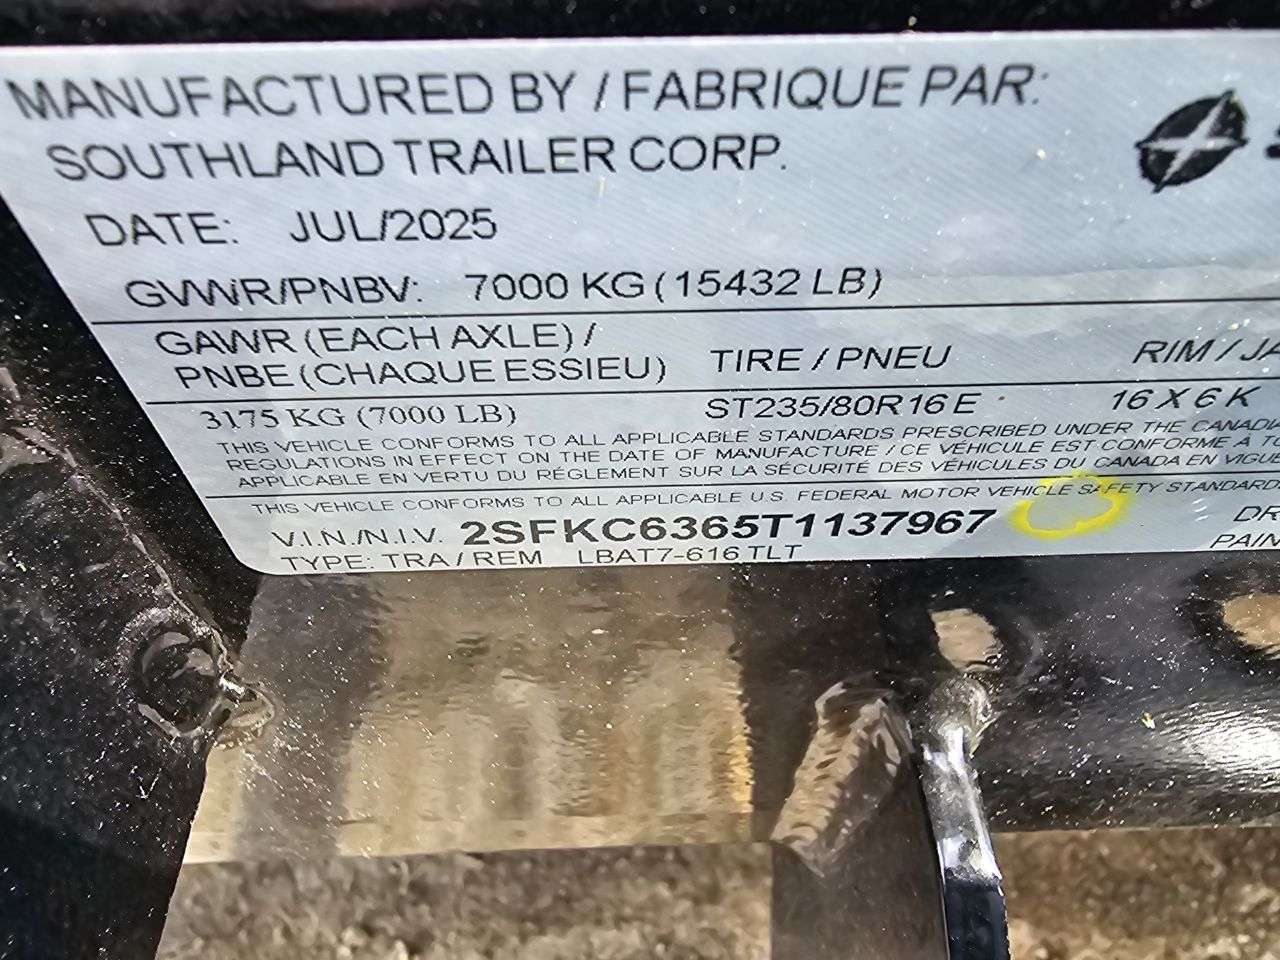 MANUFACTURED BY / FABRIQUE PAR:
SOUTHLAND TRAILER CORP.
DATE: JUL/2025
GVWR/PNBV: 7000 KG (15432 LB)
GAWR (EACH AXLE) /
PNBE (CHAQUE ESSIEU) TIRE / PNEU RIM / JA
3175 KG (7000 LB) ST235/80R16 E 16 X 6 K
THIS VEHICLE CONFORMS TO ALL APPLICABLE STANDARDS PRESCRIBED UNDER THE CANADIA
REGULATIONS IN EFFECT ON THE DATE OF MANUFACTURE / CE VÉHICULE EST CONFORME À TO
APPLICABLE EN VERTU DU RÉGLEMENT SUR LA SÉCURITÉ DES VÉHICULES DU CANADA EN VIGUE
THIS VEHICLE CONFORMS TO ALL APPLICABLE U.S. FEDERAL MOTOR VEHICLE SAFETY STANDARDS
V.I.N./N.I.V. 2SFKC6365T1137967 DR
TYPE: TRA / REM LBAT7-616 TLT PAIN